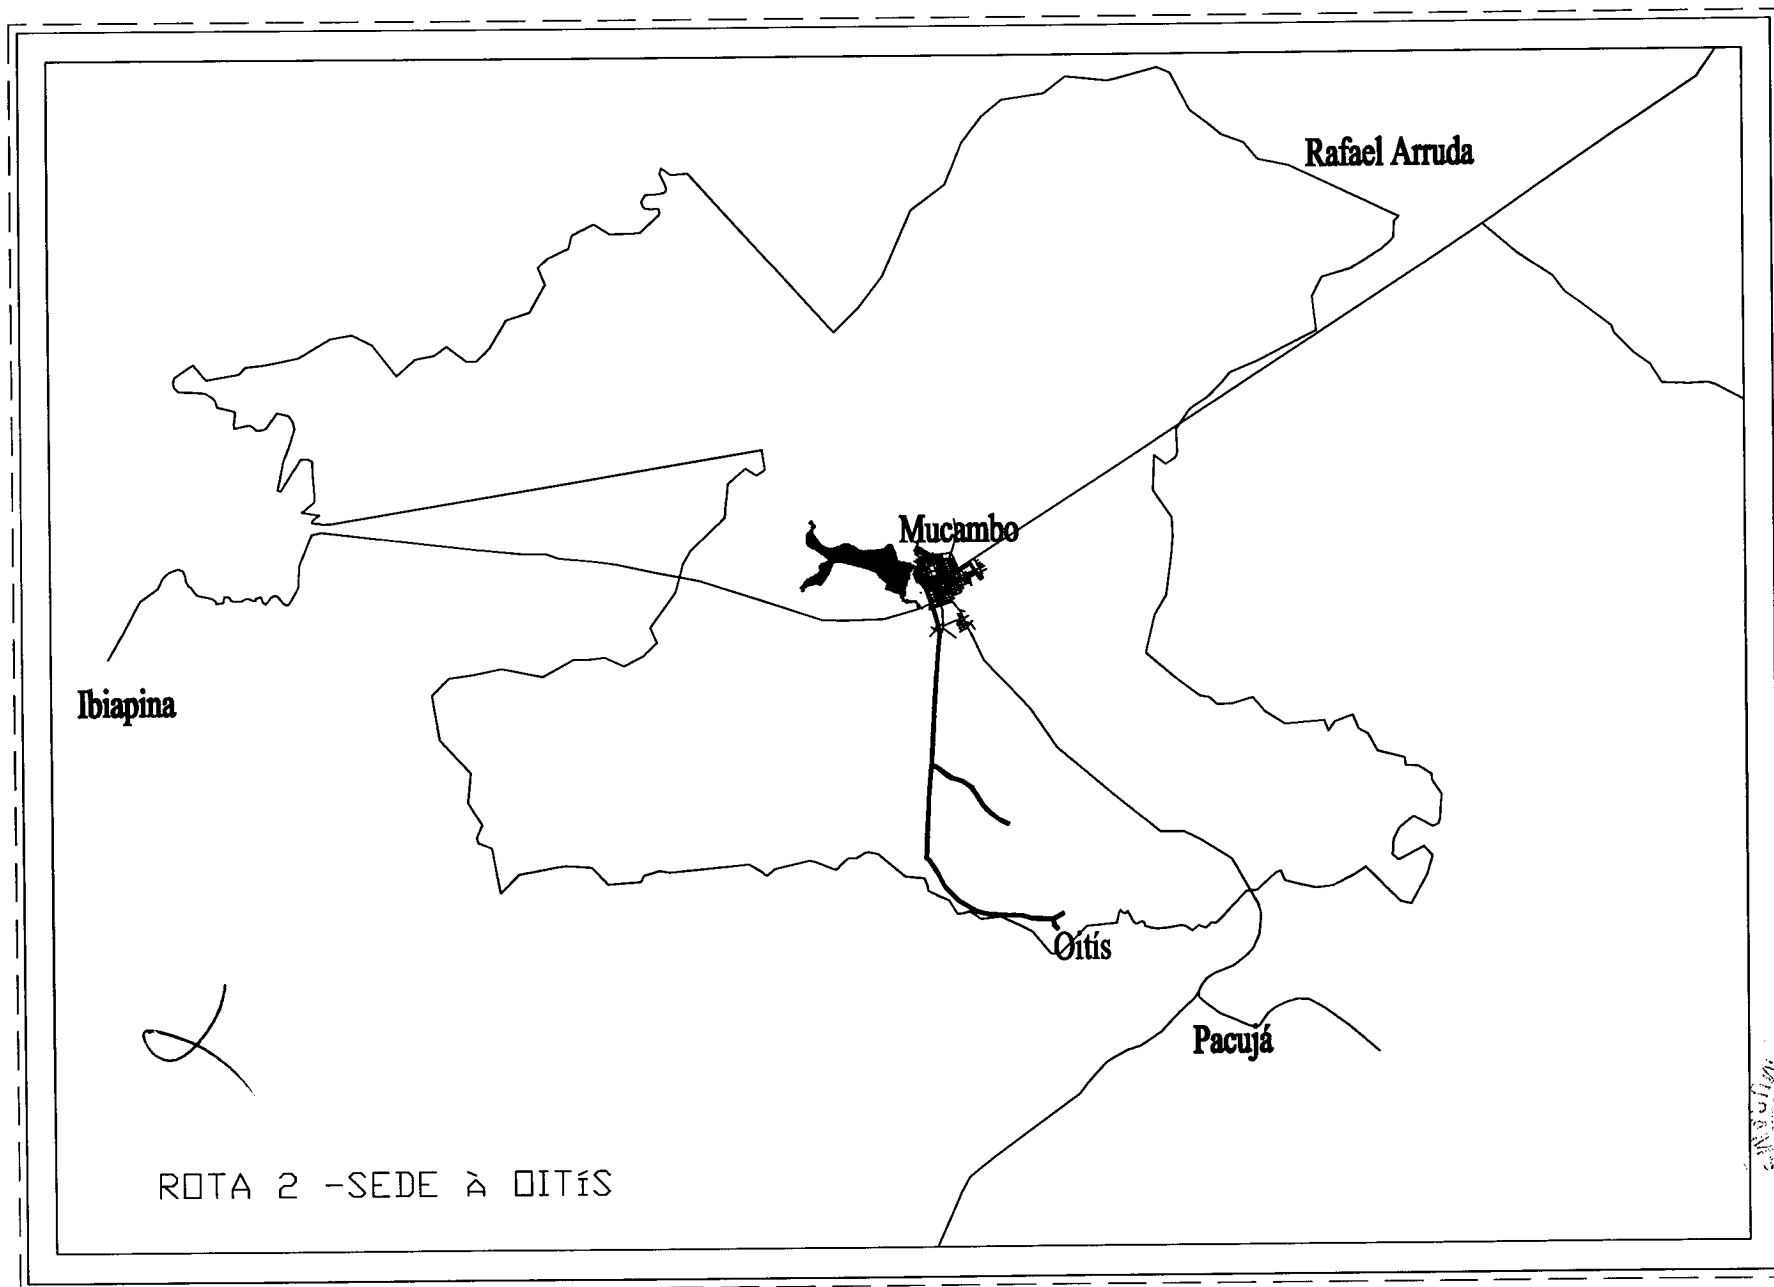 Rafael Arruda
Mucambo
Ibiapina
Oitís
Pacujá
ROTA 2 -SEDE À OITíS